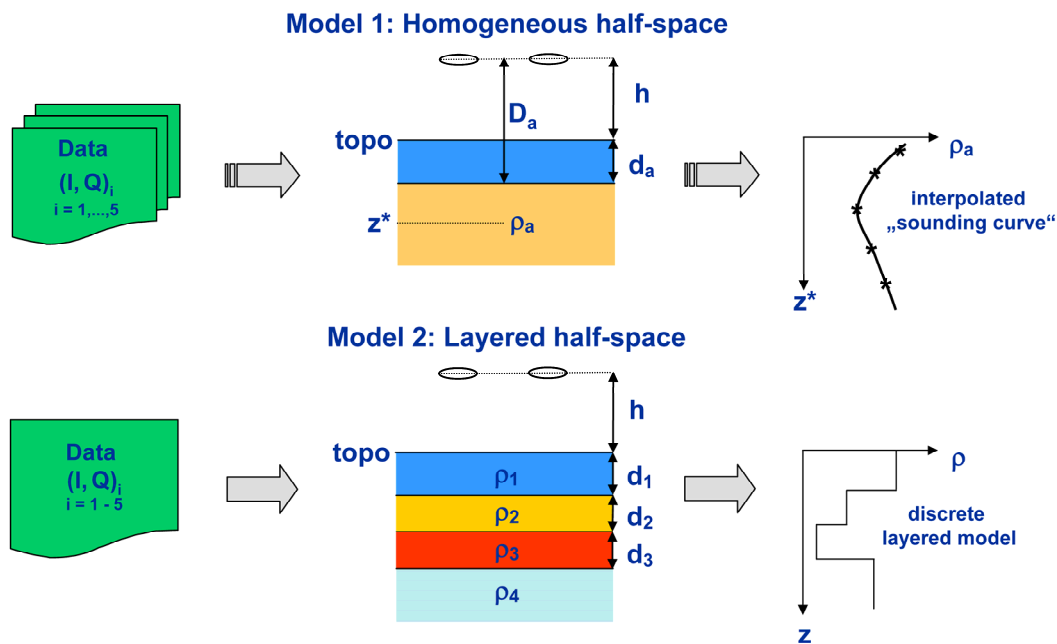 Model 1: Homogeneous half-space
Data
(I, Q)i
i = 1,...,5
topo
Da
h
da
z*
ρa
ρa
interpolated
„sounding curve“
z*
Model 2: Layered half-space
Data
(I, Q)i
i = 1 - 5
topo
h
ρ1
d1
ρ2
d2
ρ3
d3
ρ4
ρ
discrete
layered model
z